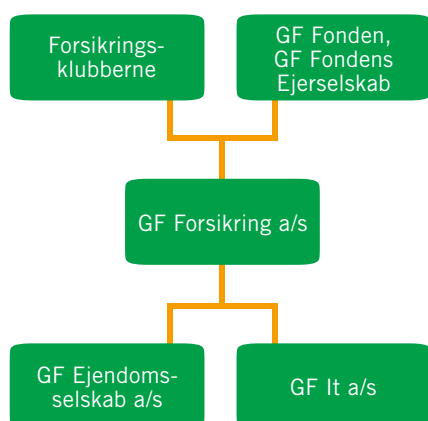 Forsikrings-
klubberne
GF Fonden,
GF Fondens
Ejerselskab
GF Forsikring a/s
GF Ejendoms-
selskab a/s
GF It a/s